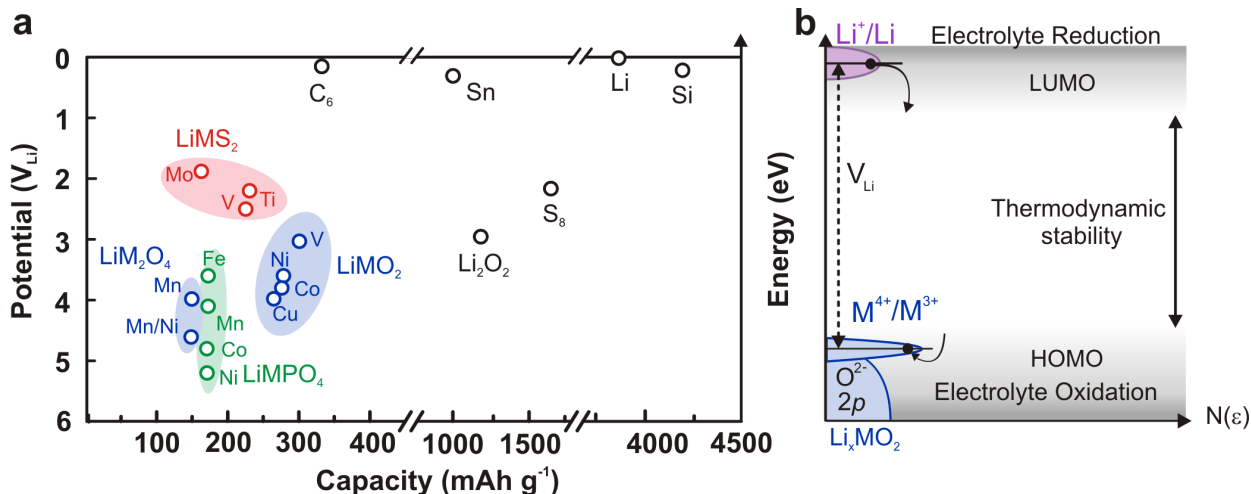 a
Potential (V_Li)
0
1
2
3
4
5
6
100
200
300
400
1000
1500
4000
4500
Capacity (mAh g⁻¹)
C₆
Sn
Li
Si
LiMS₂
Mo
Ti
V
S₈
Li₂O₂
LiM₂O₄
Mn
Mn/Ni
Fe
Mn
Co
Ni
LiMPO₄
V
Ni
Co
Cu
LiMO₂
b
Energy (eV)
Li⁺/Li
Electrolyte Reduction
LUMO
V_Li
Thermodynamic
stability
M⁴⁺/M³⁺
HOMO
Electrolyte Oxidation
O²⁻
2p
N(ε)
LiₓMO₂